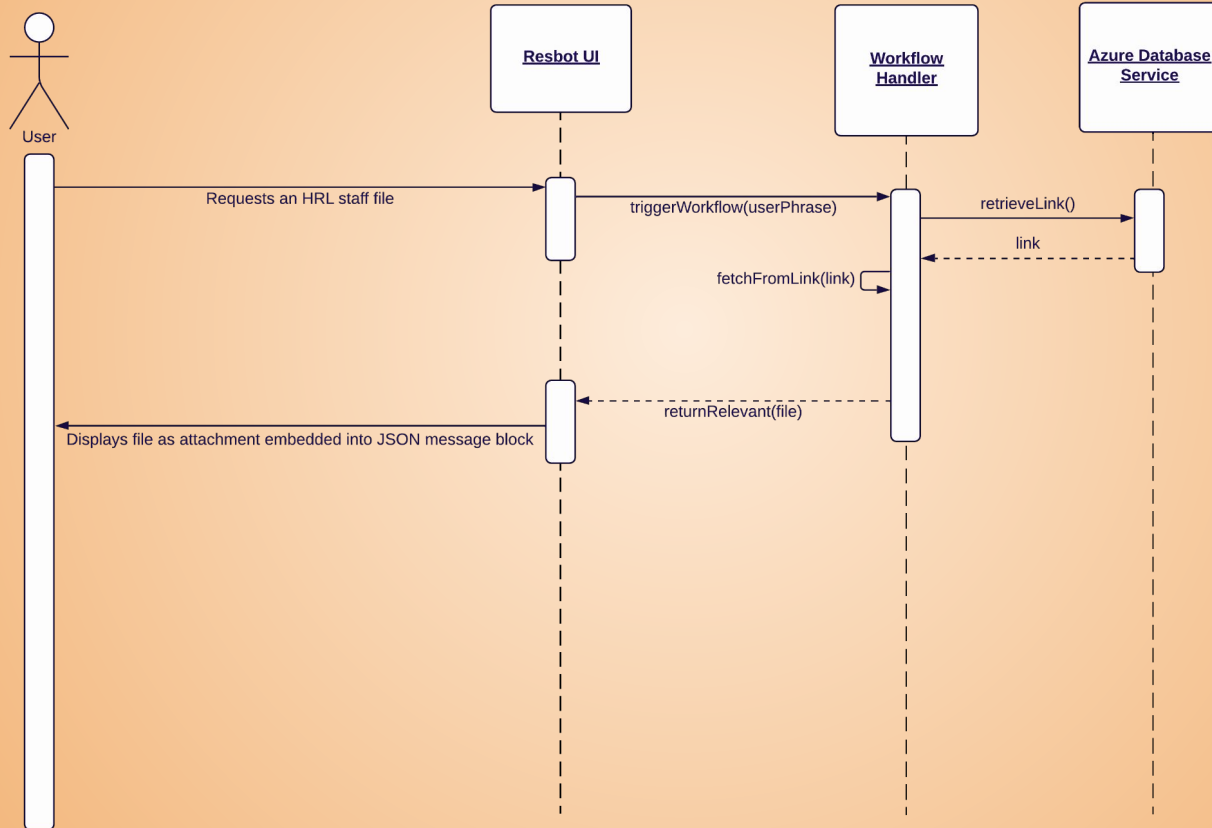 Resbot UI
Workflow
Handler
Azure Database
Service
User
Requests an HRL staff file
triggerWorkflow(userPhrase)
retrieveLink()
link
fetchFromLink(link)
returnRelevant(file)
Displays file as attachment embedded into JSON message block